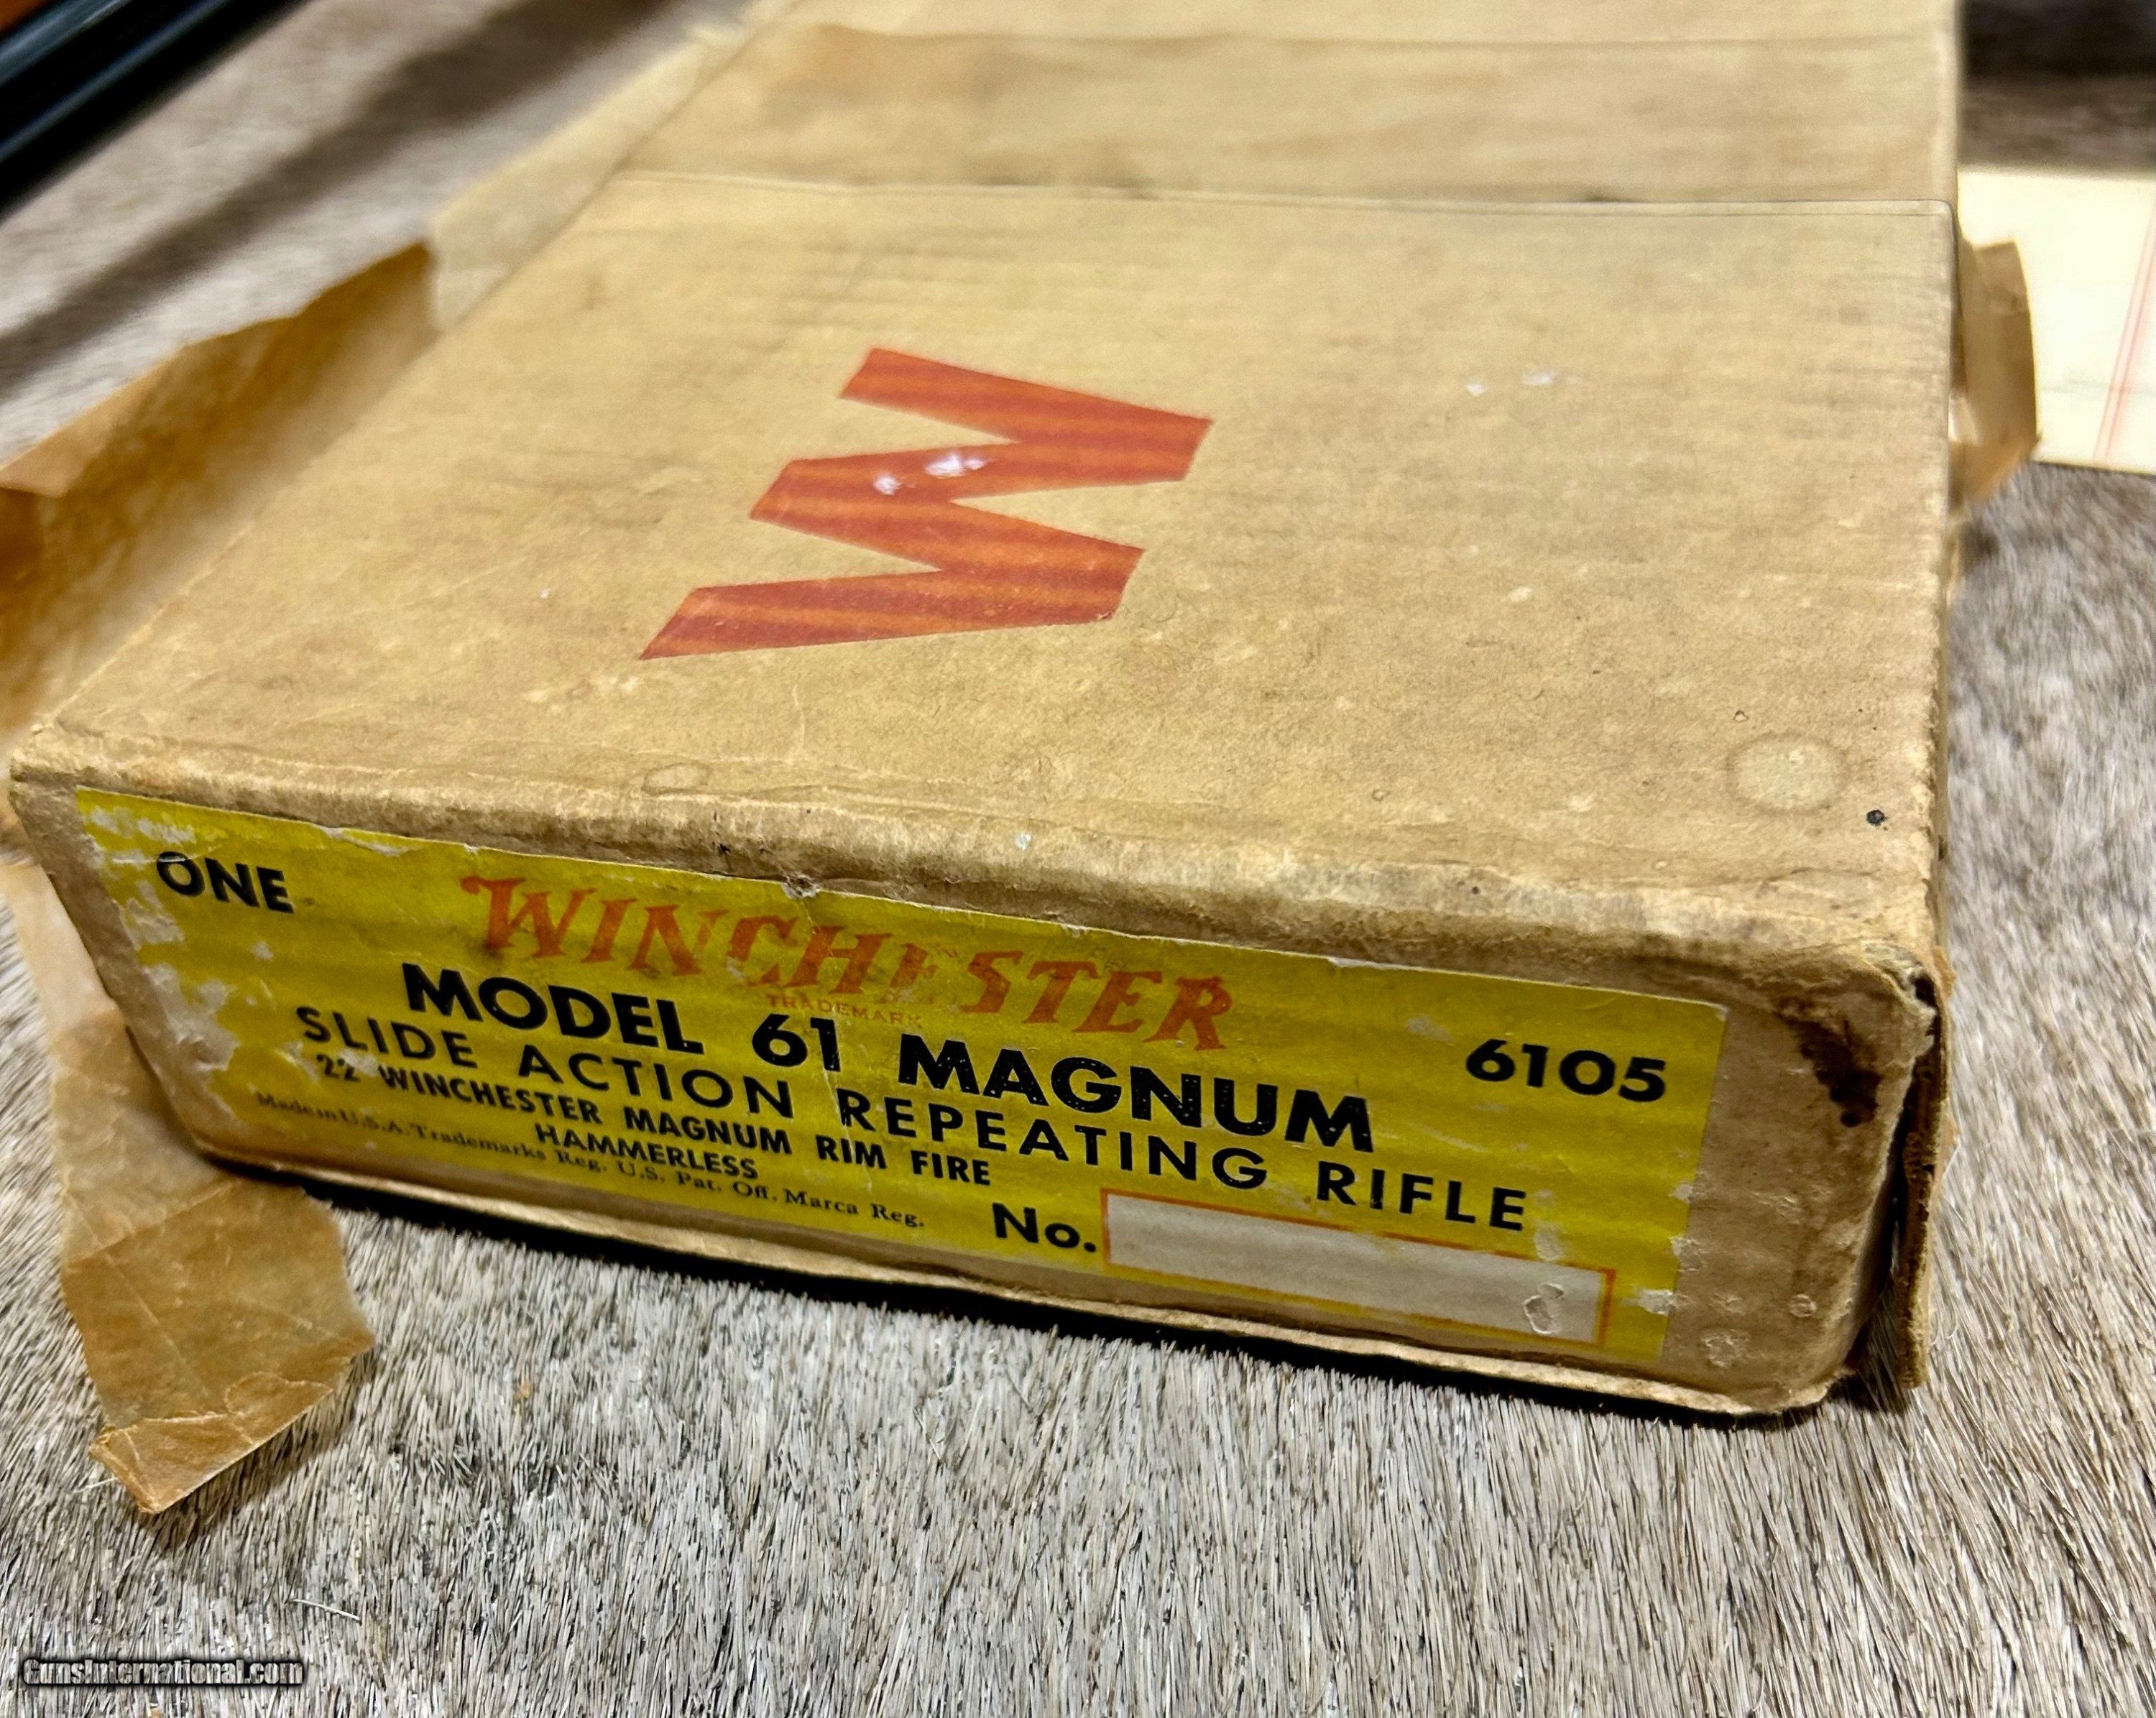 W
ONE
WINCHESTER
TRADEMARK
6105
MODEL 61 MAGNUM
SLIDE ACTION REPEATING RIFLE
22 WINCHESTER MAGNUM RIM FIRE
HAMMERLESS
Made in U.S.A. Trademarks Reg. U.S. Pat. Off. Marca Reg.
No.
GunsInternational.com